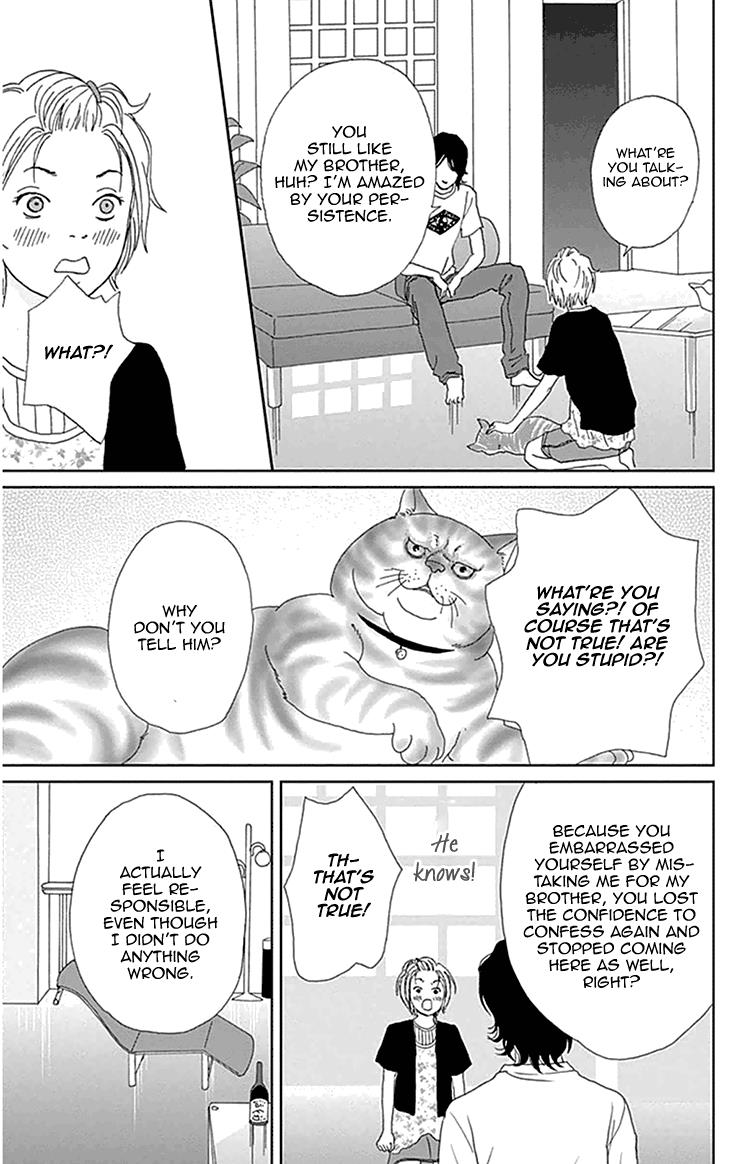 WHAT'RE
YOU TALK-
ING ABOUT?
YOU
STILL LIKE
MY BROTHER,
HUH? I'M AMAZED
BY YOUR PER-
SISTENCE.
WHAT?!
WHAT'RE YOU
SAYING?! OF
COURSE THAT'S
NOT TRUE! ARE
YOU STUPID?!
WHY
DON'T YOU
TELL HIM?
BECAUSE YOU
EMBARRASSED
YOURSELF BY MIS-
TAKING ME FOR MY
BROTHER, YOU LOST
THE CONFIDENCE TO
CONFESS AGAIN AND
STOPPED COMING
HERE AS WELL,
RIGHT?
He
knows!
TH-
THAT'S
NOT
TRUE!
I
ACTUALLY
FEEL RE-
SPONSIBLE,
EVEN THOUGH
I DIDN'T DO
ANYTHING
WRONG.